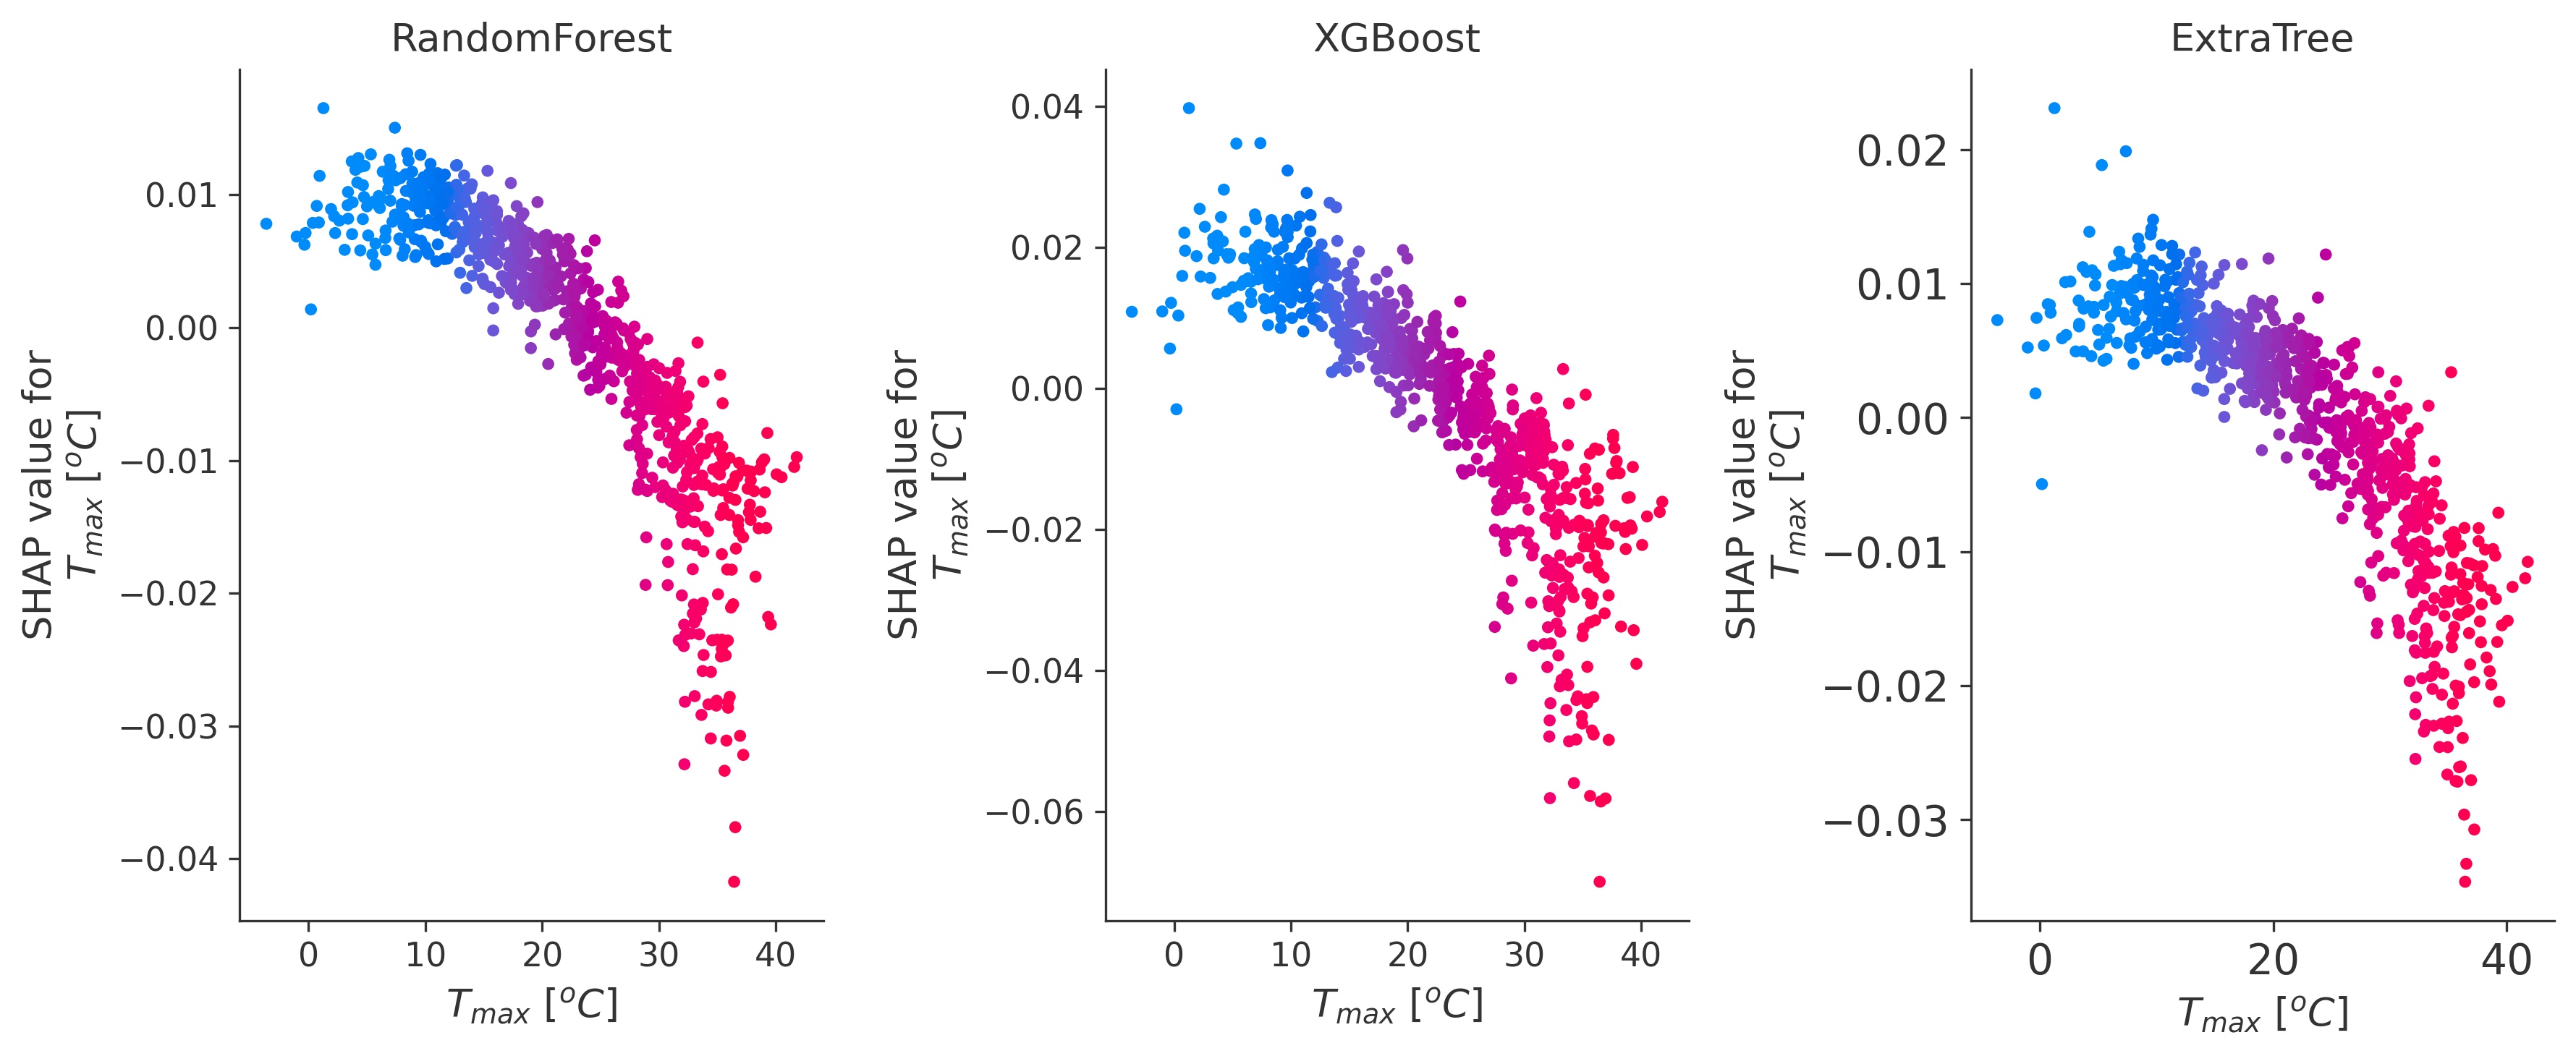 RandomForest
SHAP value for
T_max [°C]
0.01
0.00
−0.01
−0.02
−0.03
−0.04
0 10 20 30 40
T_max [°C]
XGBoost
SHAP value for
T_max [°C]
0.04
0.02
0.00
−0.02
−0.04
−0.06
0 10 20 30 40
T_max [°C]
ExtraTree
SHAP value for
T_max [°C]
0.02
0.01
0.00
−0.01
−0.02
−0.03
0 20 40
T_max [°C]